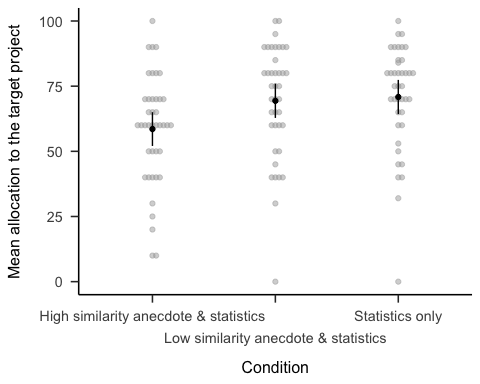 Mean allocation to the target project
100
75
50
25
0
High similarity anecdote & statistics
Statistics only
Low similarity anecdote & statistics
Condition